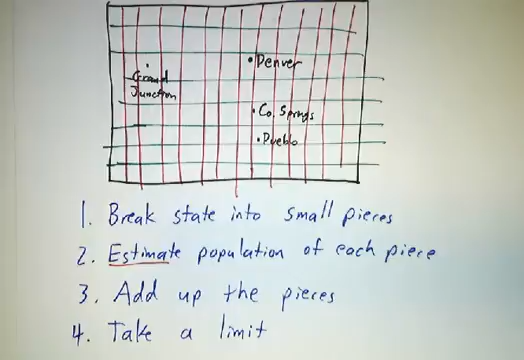 Denver
Grand
Junction
Co. Springs
Pueblo
1. Break state into small pieces
2. Estimate population of each piece
3. Add up the pieces
4. Take a limit